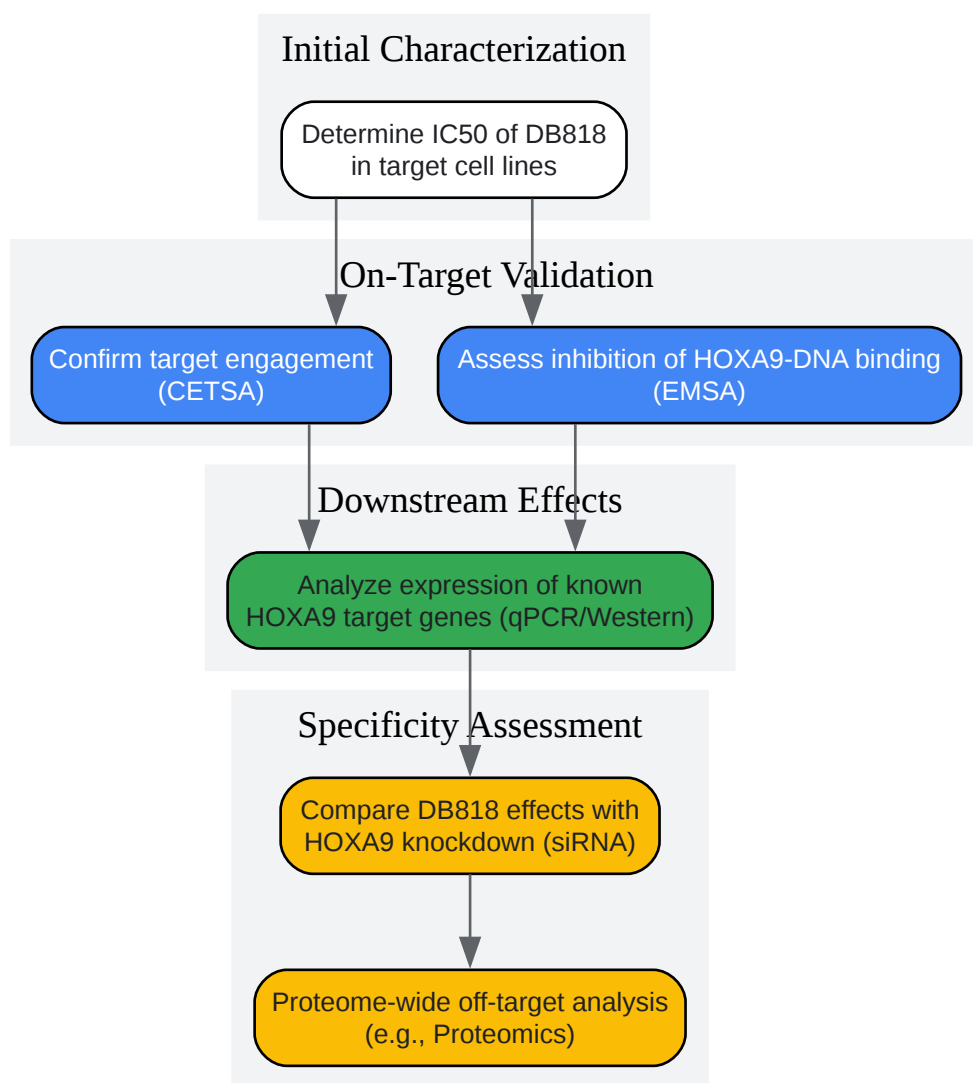 Initial Characterization
Determine IC50 of DB818
in target cell lines
On-Target Validation
Confirm target engagement
(CETSA)
Assess inhibition of HOXA9-DNA binding
(EMSA)
Downstream Effects
Analyze expression of known
HOXA9 target genes (qPCR/Western)
Specificity Assessment
Compare DB818 effects with
HOXA9 knockdown (siRNA)
Proteome-wide off-target analysis
(e.g., Proteomics)